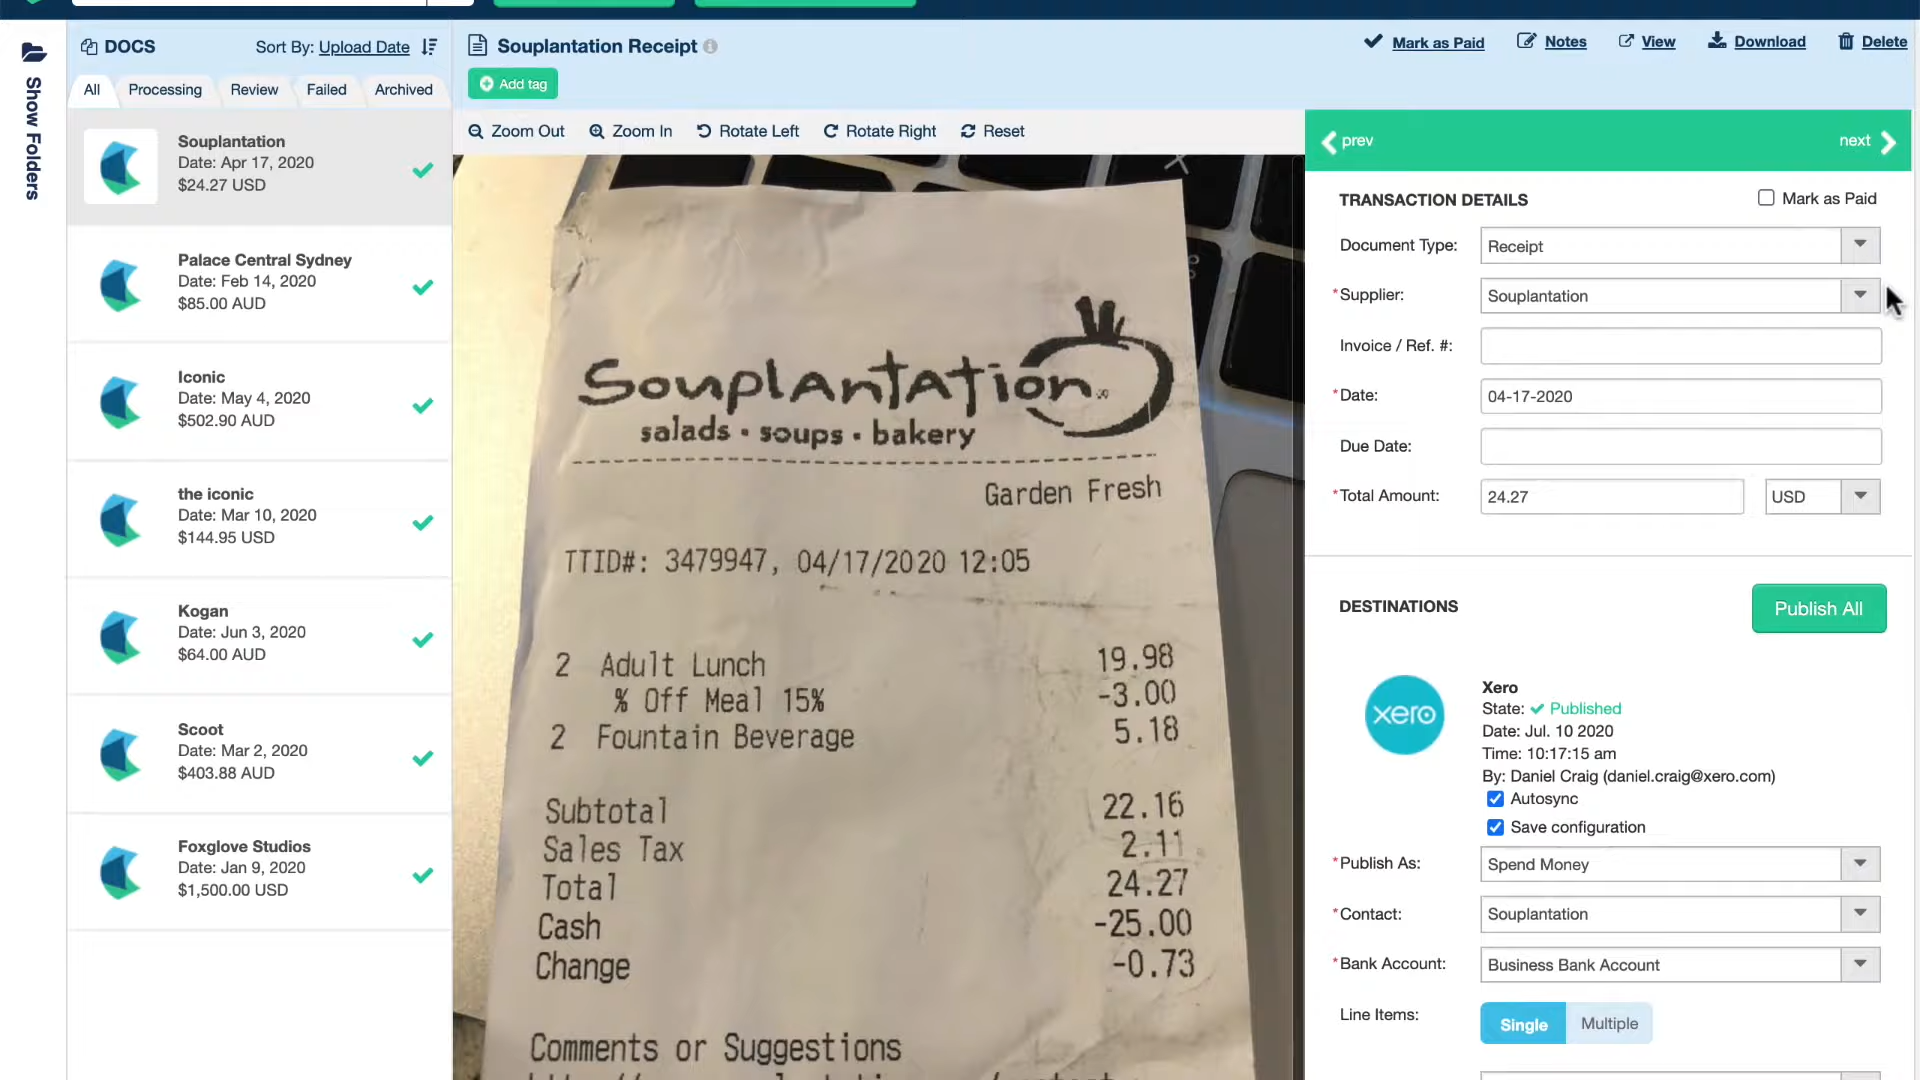 Show Folders
DOCS
Sort By: Upload Date
All
Processing
Review
Failed
Archived
Souplantation
Date: Apr 17, 2020
$24.27 USD
Palace Central Sydney
Date: Feb 14, 2020
$85.00 AUD
Iconic
Date: May 4, 2020
$502.90 AUD
the iconic
Date: Mar 10, 2020
$144.95 USD
Kogan
Date: Jun 3, 2020
$64.00 AUD
Scoot
Date: Mar 2, 2020
$403.88 AUD
Foxglove Studios
Date: Jan 9, 2020
$1,500.00 USD
Souplantation Receipt
Mark as Paid
Notes
View
Download
Delete
Add tag
Zoom Out
Zoom In
Rotate Left
Rotate Right
Reset
Souplantation
salads • soups • bakery
Garden Fresh
TTID#: 3479947, 04/17/2020 12:05
2 Adult Lunch 19.98
% Off Meal 15% -3.00
2 Fountain Beverage 5.18
Subtotal 22.16
Sales Tax 2.11
Total 24.27
Cash -25.00
Change -0.73
Comments or Suggestions
prev
next
TRANSACTION DETAILS
Mark as Paid
Document Type: Receipt
*Supplier: Souplantation
Invoice / Ref. #:
*Date: 04-17-2020
Due Date:
*Total Amount: 24.27 USD
DESTINATIONS
Publish All
xero
Xero
State: Published
Date: Jul. 10 2020
Time: 10:17:15 am
By: Daniel Craig (daniel.craig@xero.com)
Autosync
Save configuration
*Publish As: Spend Money
*Contact: Souplantation
*Bank Account: Business Bank Account
Line Items: Single Multiple